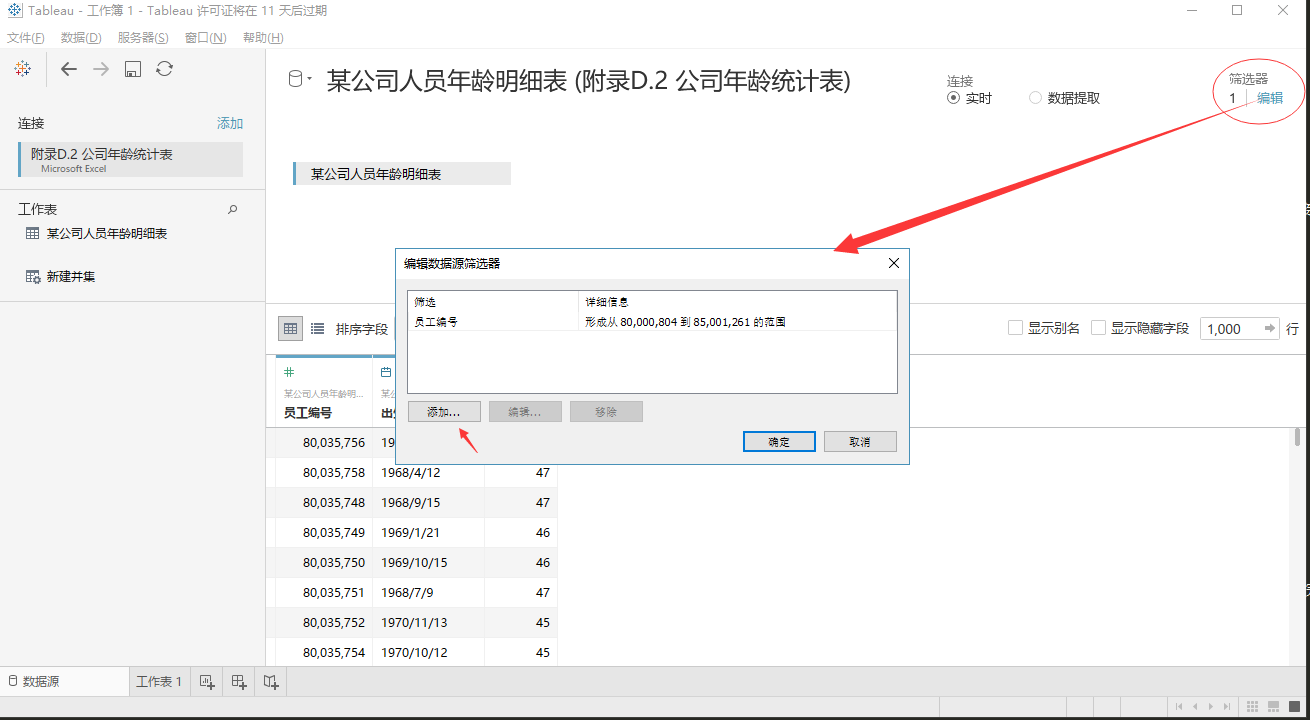 Tableau - 工作簿 1 - Tableau 许可证将在 11 天后过期
文件(F) 数据(D) 服务器(S) 窗口(N) 帮助(H)
某公司人员年龄明细表 (附录D.2 公司年龄统计表)
连接
实时 数据提取
筛选器
1 编辑
连接 添加
附录D.2 公司年龄统计表
Microsoft Excel
某公司人员年龄明细表
工作表
某公司人员年龄明细表
新建并集
编辑数据源筛选器
筛选 详细信息
员工编号 形成从 80,000,804 到 85,001,261 的范围
添加... 编辑... 移除
确定 取消
排序字段 显示别名 显示隐藏字段 1,000 行
某公司人员年龄明...
员工编号
80,035,756
80,035,758 1968/4/12 47
80,035,748 1968/9/15 47
80,035,749 1969/1/21 46
80,035,750 1969/10/15 46
80,035,751 1968/7/9 47
80,035,752 1970/11/13 45
80,035,754 1970/10/12 45
数据源 工作表 1